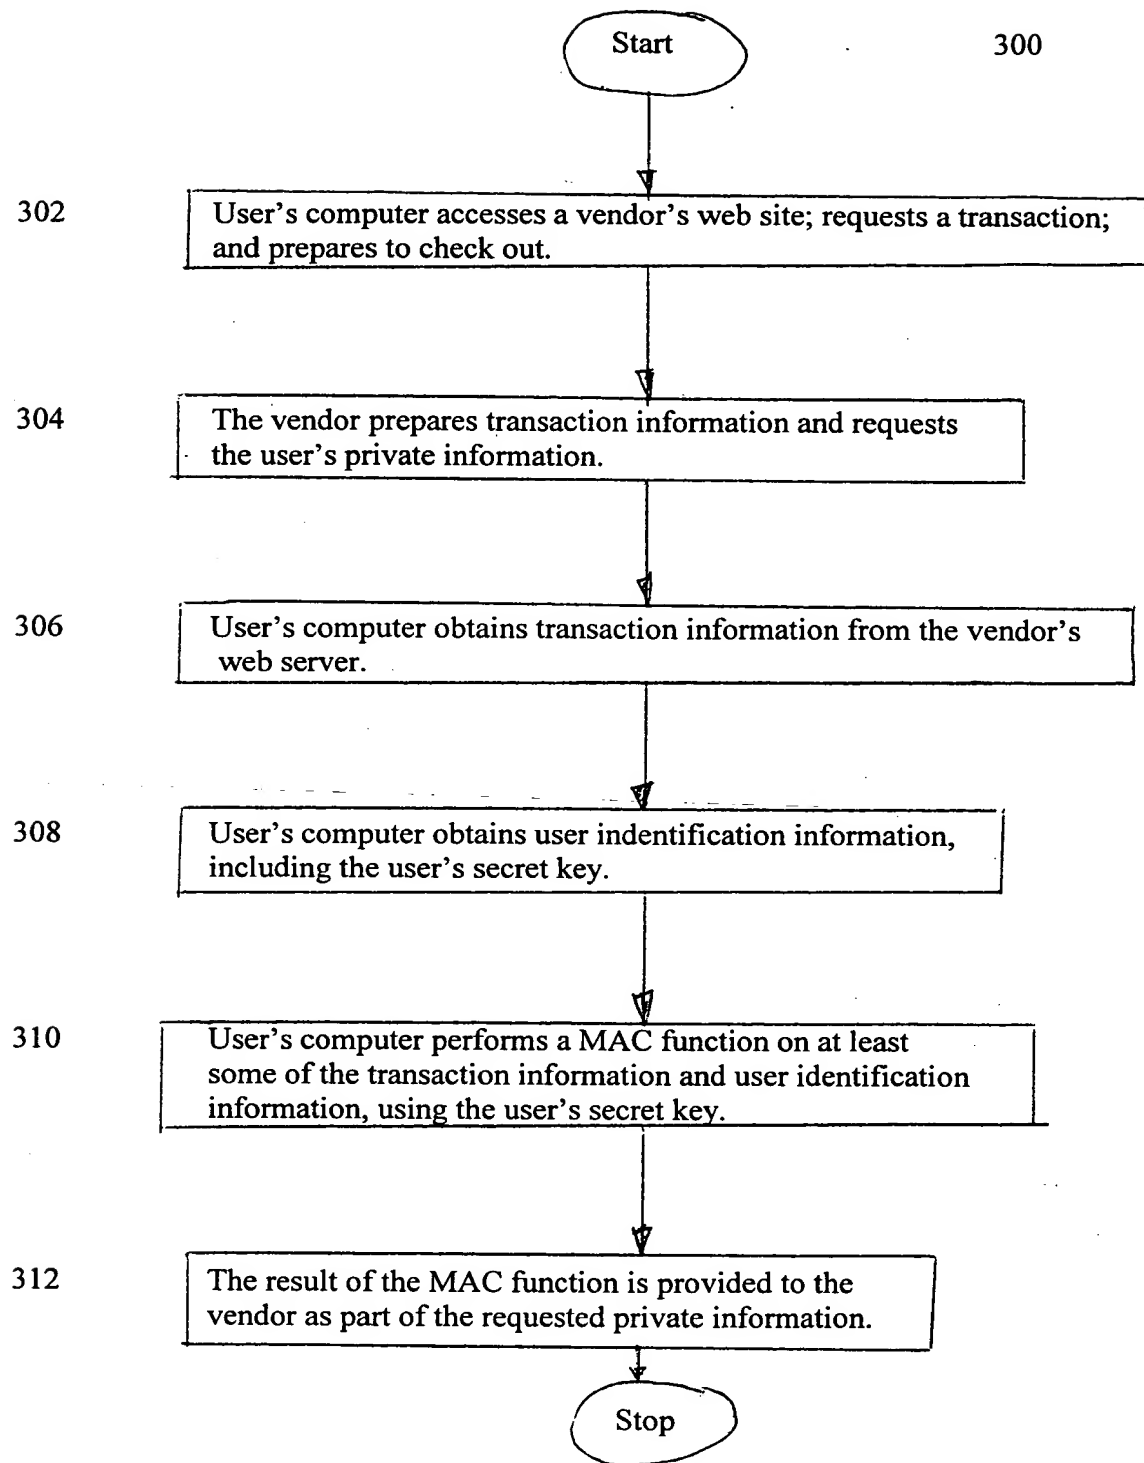 Start
300
302
User's computer accesses a vendor's web site; requests a transaction;
and prepares to check out.
304
The vendor prepares transaction information and requests
the user's private information.
306
User's computer obtains transaction information from the vendor's
web server.
308
User's computer obtains user indentification information,
including the user's secret key.
310
User's computer performs a MAC function on at least
some of the transaction information and user identification
information, using the user's secret key.
312
The result of the MAC function is provided to the
vendor as part of the requested private information.
Stop